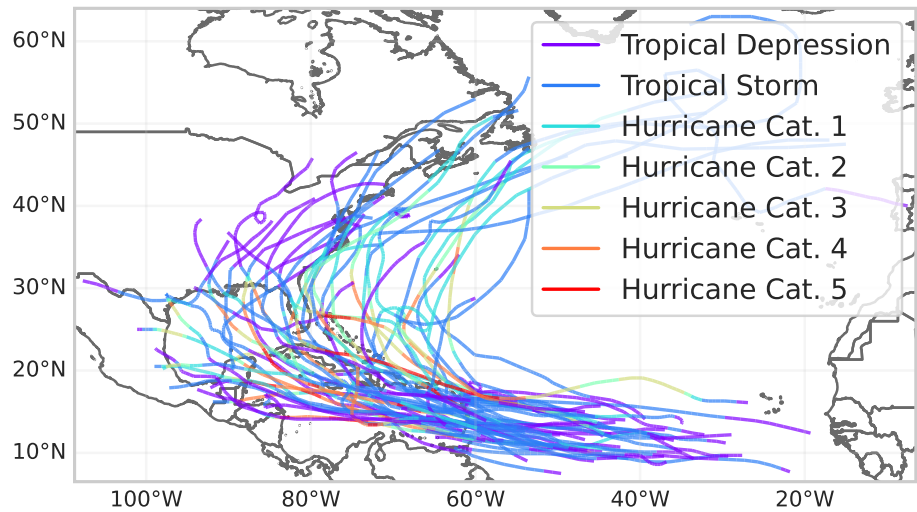 60°N
50°N
40°N
30°N
20°N
10°N
Tropical Depression
Tropical Storm
Hurricane Cat. 1
Hurricane Cat. 2
Hurricane Cat. 3
Hurricane Cat. 4
Hurricane Cat. 5
100°W 80°W 60°W 40°W 20°W